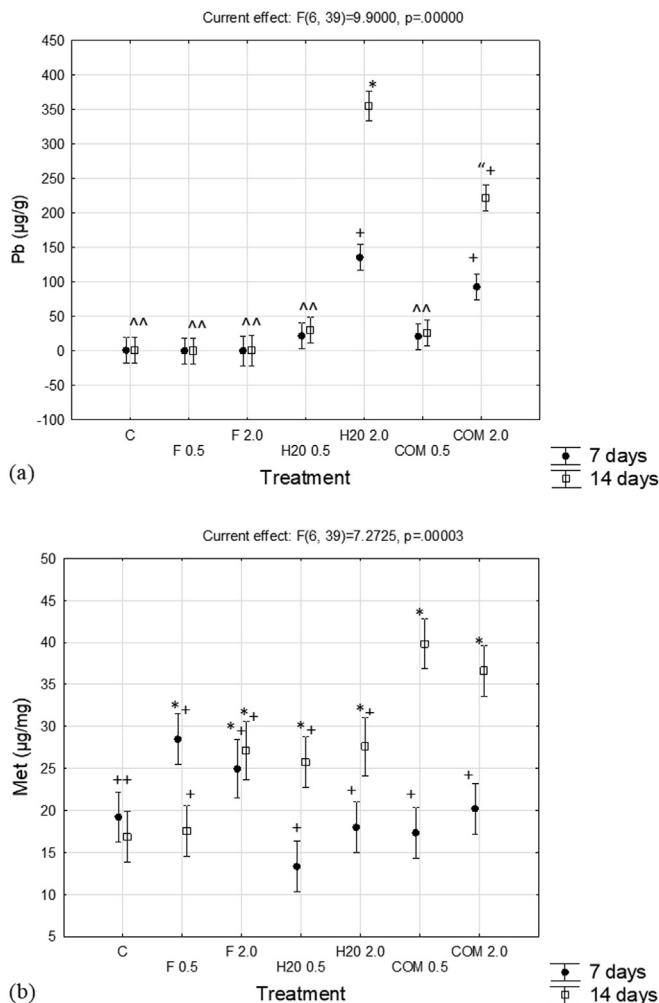 Current effect: F(6, 39)=9.9000, p=.00000
450
400
* 
350
300
250
“+
200
+
150
+
100
^^ ^^ ^^ ^^ ^^
50
0
-50
-100
Pb (µg/g)
C F 2.0 H20 2.0 COM 2.0
F 0.5 H20 0.5 COM 0.5
Treatment
(a)
7 days
14 days
Current effect: F(6, 39)=7.2725, p=.00003
50
45
* *
40
35
*+ *+ *+ *+
30
*+
25
++ + + + +
20
+
15
10
5
Met (µg/mg)
C F 2.0 H20 2.0 COM 2.0
F 0.5 H20 0.5 COM 0.5
Treatment
(b)
7 days
14 days